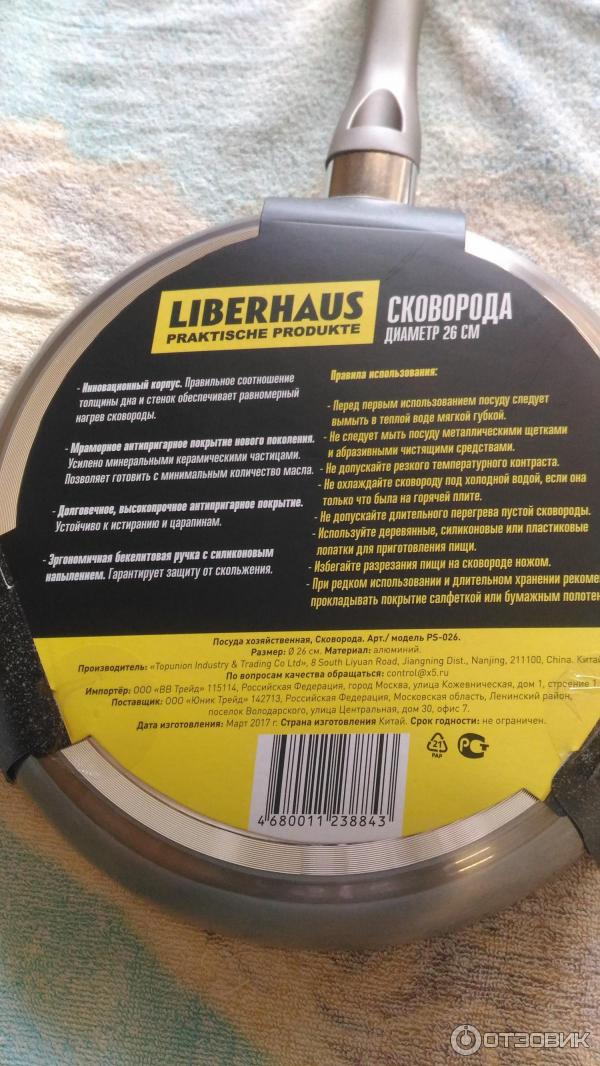 LIBERHAUS
PRAKTISCHE PRODUKTE
СКОВОРОДА
ДИАМЕТР 26 СМ
- Инновационный корпус. Правильное соотношение
толщины дна и стенок обеспечивает равномерный
нагрев сковороды.
- Мраморное антипригарное покрытие нового поколения.
Усилено минеральными керамическими частицами.
Позволяет готовить с минимальным количество масла.
- Долговечное, высокопрочное антипригарное покрытие.
Устойчиво к истиранию и царапинам.
- Эргономичная бекелитовая ручка с силиконовым
напылением. Гарантирует защиту от скольжения.
Правила использования:
- Перед первым использованием посуду следует
вымыть в теплой воде мягкой губкой.
- Не следует мыть посуду металлическими щетками
и абразивными чистящими средствами.
- Не допускайте резкого температурного контраста.
- Не охлаждайте сковороду под холодной водой, если она
только что была на горячей плите.
- Не допускайте длительного перегрева пустой сковороды.
- Используйте деревянные, силиконовые или пластиковые
лопатки для приготовления пищи.
- Избегайте разрезания пищи на сковороде ножом.
- При редком использовании и длительном хранении рекоме
прокладывать покрытие салфеткой или бумажным полотен
Посуда хозяйственная, Сковорода. Арт./ модель PS-026.
Размер: Ø 26 см. Материал: алюминий.
Производитель: «Topunion Industry & Trading Co Ltd», 8 South Liyuan Road, Jiangning Dist., Nanjing, 211100, China. Китай
По вопросам качества обращаться: control@x5.ru
Импортёр: ООО «ВВ Трейд» 115114, Российская Федерация, город Москва, улица Кожевническая, дом 1, строение 1.
Поставщик: ООО «Юник Трейд» 142713, Российская Федерация, Московская область, Ленинский район,
поселок Володарского, улица Центральная, дом 30, офис 7.
Дата изготовления: Март 2017 г. Страна изготовления Китай. Срок годности: не ограничен.
4680011238843
21
PAP
РСТ
ОТЗОВИК